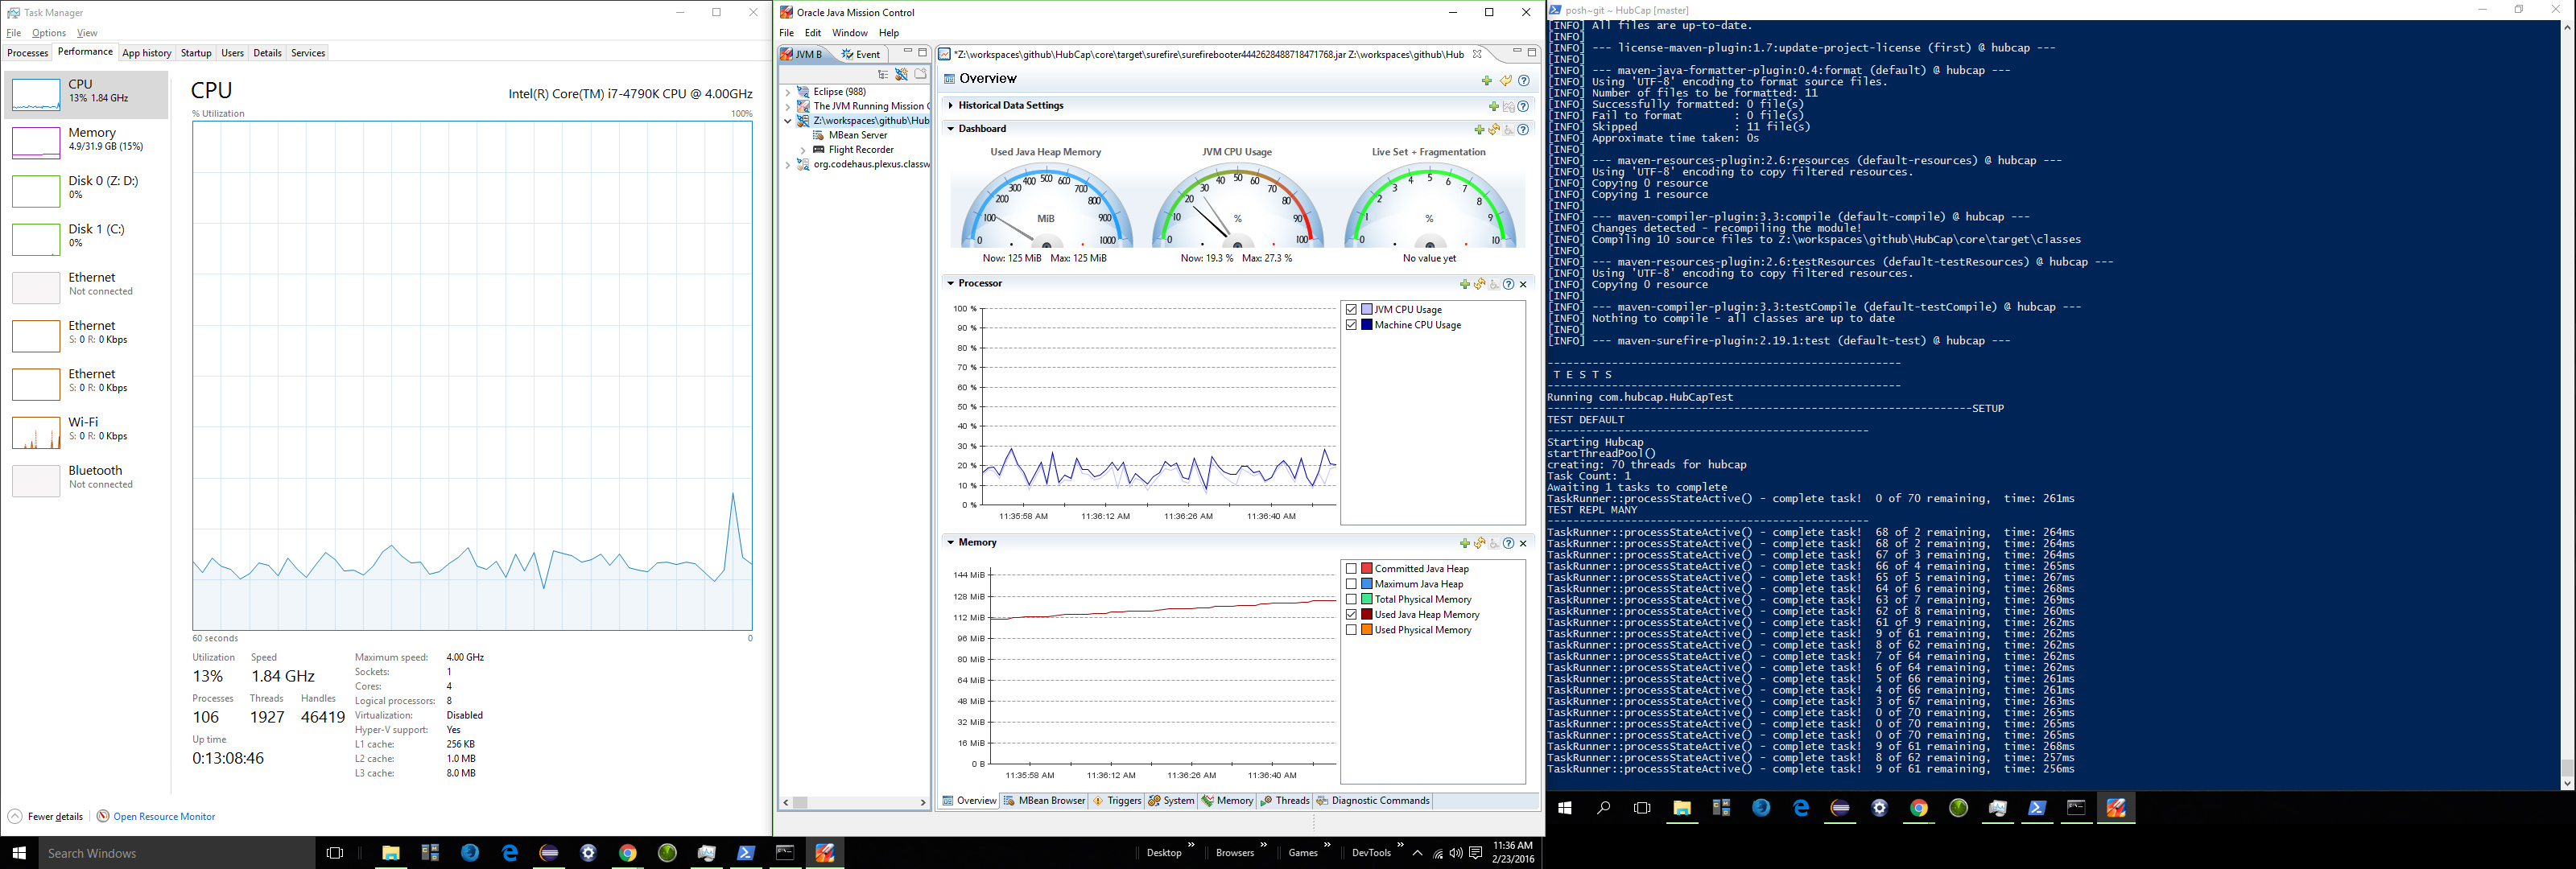 Task Manager
File Options View
Processes Performance App history Startup Users Details Services
CPU
13% 1.84 GHz
Memory
4.9/31.9 GB (15%)
Disk 0 (Z: D:)
0%
Disk 1 (C:)
0%
Ethernet
Not connected
Ethernet
S: 0 R: 0 Kbps
Ethernet
S: 0 R: 0 Kbps
Wi-Fi
S: 0 R: 0 Kbps
Bluetooth
Not connected
CPU
Intel(R) Core(TM) i7-4790K CPU @ 4.00GHz
% Utilization 100%
60 seconds 0
Utilization Speed
13% 1.84 GHz
Processes Threads Handles
106 1927 46419
Up time
0:13:08:46
Maximum speed: 4.00 GHz
Sockets: 1
Cores: 4
Logical processors: 8
Virtualization: Disabled
Hyper-V support: Yes
L1 cache: 256 KB
L2 cache: 1.0 MB
L3 cache: 8.0 MB
Fewer details Open Resource Monitor
Search Windows
Oracle Java Mission Control
File Edit Window Help
JVM B Event
Eclipse (988)
The JVM Running Mission C
Z:\workspaces\github\Hub
MBean Server
Flight Recorder
org.codehaus.plexus.classw
*Z:\workspaces\github\HubCap\core\target\surefire\surefirebooter4442628488718471768.jar Z:\workspaces\github\Hub
Overview
Historical Data Settings
Dashboard
Used Java Heap Memory JVM CPU Usage Live Set + Fragmentation
0 100 200 300 400 500 600 700 800 900 1000
MiB
0 10 20 30 40 50 60 70 80 90 100
%
0 1 2 3 4 5 6 7 8 9 10
%
Now: 125 MiB Max: 125 MiB Now: 19.3 % Max: 27.3 % No value yet
Processor
100 %
90 %
80 %
70 %
60 %
50 %
40 %
30 %
20 %
10 %
0 %
11:35:58 AM 11:36:12 AM 11:36:26 AM 11:36:40 AM
JVM CPU Usage
Machine CPU Usage
Memory
144 MiB
128 MiB
112 MiB
96 MiB
80 MiB
64 MiB
48 MiB
32 MiB
16 MiB
0 B
11:35:58 AM 11:36:12 AM 11:36:26 AM 11:36:40 AM
Committed Java Heap
Maximum Java Heap
Total Physical Memory
Used Java Heap Memory
Used Physical Memory
Overview MBean Browser Triggers System Memory Threads Diagnostic Commands
Desktop Browsers Games DevTools
11:36 AM
2/23/2016
posh~git ~ HubCap [master]
[INFO] All files are up-to-date.
[INFO]
[INFO] --- license-maven-plugin:1.7:update-project-license (first) @ hubcap ---
[INFO]
[INFO] --- maven-java-formatter-plugin:0.4:format (default) @ hubcap ---
[INFO] Using 'UTF-8' encoding to format source files.
[INFO] Number of files to be formatted: 11
[INFO] Successfully formatted: 0 file(s)
[INFO] Fail to format : 0 file(s)
[INFO] Skipped : 11 file(s)
[INFO] Approximate time taken: 0s
[INFO]
[INFO] --- maven-resources-plugin:2.6:resources (default-resources) @ hubcap ---
[INFO] Using 'UTF-8' encoding to copy filtered resources.
[INFO] Copying 0 resource
[INFO] Copying 1 resource
[INFO]
[INFO] --- maven-compiler-plugin:3.3:compile (default-compile) @ hubcap ---
[INFO] Changes detected - recompiling the module!
[INFO] Compiling 10 source files to Z:\workspaces\github\HubCap\core\target\classes
[INFO]
[INFO] --- maven-resources-plugin:2.6:testResources (default-testResources) @ hubcap ---
[INFO] Using 'UTF-8' encoding to copy filtered resources.
[INFO] Copying 0 resource
[INFO]
[INFO] --- maven-compiler-plugin:3.3:testCompile (default-testCompile) @ hubcap ---
[INFO] Nothing to compile - all classes are up to date
[INFO]
[INFO] --- maven-surefire-plugin:2.19.1:test (default-test) @ hubcap ---
-------------------------------------------------------
T E S T S
-------------------------------------------------------
Running com.hubcap.HubCapTest
------------------------------------------------------------------SETUP
TEST DEFAULT
--------------------------------------------------
Starting Hubcap
startThreadPool()
creating: 70 threads for hubcap
Task Count: 1
Awaiting 1 tasks to complete
TaskRunner::processStateActive() - complete task! 0 of 70 remaining, time: 261ms
TEST REPL MANY
--------------------------------------------------
TaskRunner::processStateActive() - complete task! 68 of 2 remaining, time: 264ms
TaskRunner::processStateActive() - complete task! 68 of 2 remaining, time: 264ms
TaskRunner::processStateActive() - complete task! 67 of 3 remaining, time: 264ms
TaskRunner::processStateActive() - complete task! 66 of 4 remaining, time: 265ms
TaskRunner::processStateActive() - complete task! 65 of 5 remaining, time: 267ms
TaskRunner::processStateActive() - complete task! 64 of 6 remaining, time: 268ms
TaskRunner::processStateActive() - complete task! 63 of 7 remaining, time: 269ms
TaskRunner::processStateActive() - complete task! 62 of 8 remaining, time: 260ms
TaskRunner::processStateActive() - complete task! 61 of 9 remaining, time: 262ms
TaskRunner::processStateActive() - complete task! 9 of 61 remaining, time: 262ms
TaskRunner::processStateActive() - complete task! 8 of 62 remaining, time: 262ms
TaskRunner::processStateActive() - complete task! 7 of 64 remaining, time: 262ms
TaskRunner::processStateActive() - complete task! 6 of 64 remaining, time: 262ms
TaskRunner::processStateActive() - complete task! 5 of 66 remaining, time: 261ms
TaskRunner::processStateActive() - complete task! 4 of 66 remaining, time: 261ms
TaskRunner::processStateActive() - complete task! 3 of 67 remaining, time: 263ms
TaskRunner::processStateActive() - complete task! 0 of 70 remaining, time: 265ms
TaskRunner::processStateActive() - complete task! 0 of 70 remaining, time: 265ms
TaskRunner::processStateActive() - complete task! 0 of 70 remaining, time: 265ms
TaskRunner::processStateActive() - complete task! 9 of 61 remaining, time: 268ms
TaskRunner::processStateActive() - complete task! 8 of 62 remaining, time: 257ms
TaskRunner::processStateActive() - complete task! 9 of 61 remaining, time: 256ms